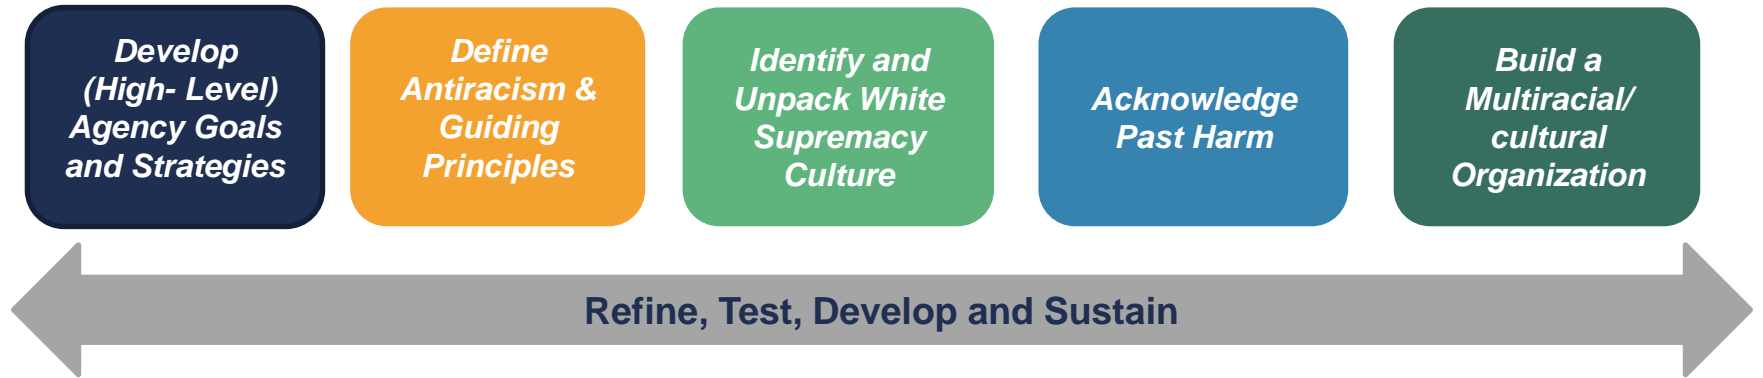 Develop
(High- Level)
Agency Goals
and Strategies
Define
Antiracism &
Guiding
Principles
Identify and
Unpack White
Supremacy
Culture
Acknowledge
Past Harm
Build a
Multiracial/
cultural
Organization
Refine, Test, Develop and Sustain